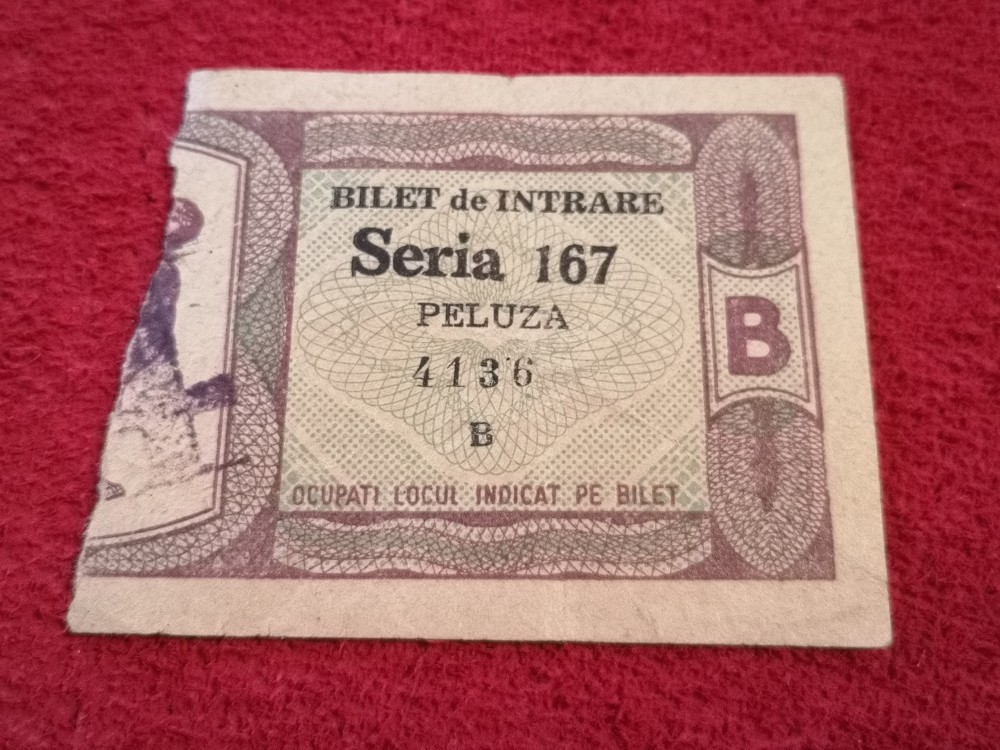 BILET de INTRARE
Seria 167
PELUZA
4136
B
OCUPATI LOCUL INDICAT PE BILET
B